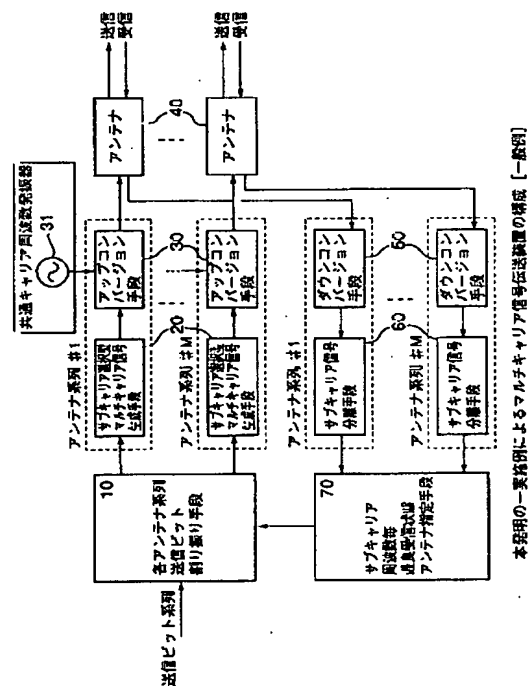 共通キャリア周波数発振器
31
アンテナ系列 #1
20
サブキャリア選択型
マルチキャリア信号
生成手段
30
アップコン
バージョン
手段
40
アンテナ
送信
受信
アンテナ系列 #M
サブキャリア選択型
マルチキャリア信号
生成手段
アップコン
バージョン
手段
アンテナ
送信
受信
10
各アンテナ系列
送信ビット
割り振り手段
送信ビット系列
アンテナ系列 #1
サブキャリア信号
分離手段
60
ダウンコン
バージョン
手段
アンテナ系列 #M
サブキャリア信号
分離手段
ダウンコン
バージョン
手段
70
サブキャリア
周波数毎
アンテナ指定手段
本発明の一実施例によるマルチキャリア信号伝送装置の構成 [一般例]